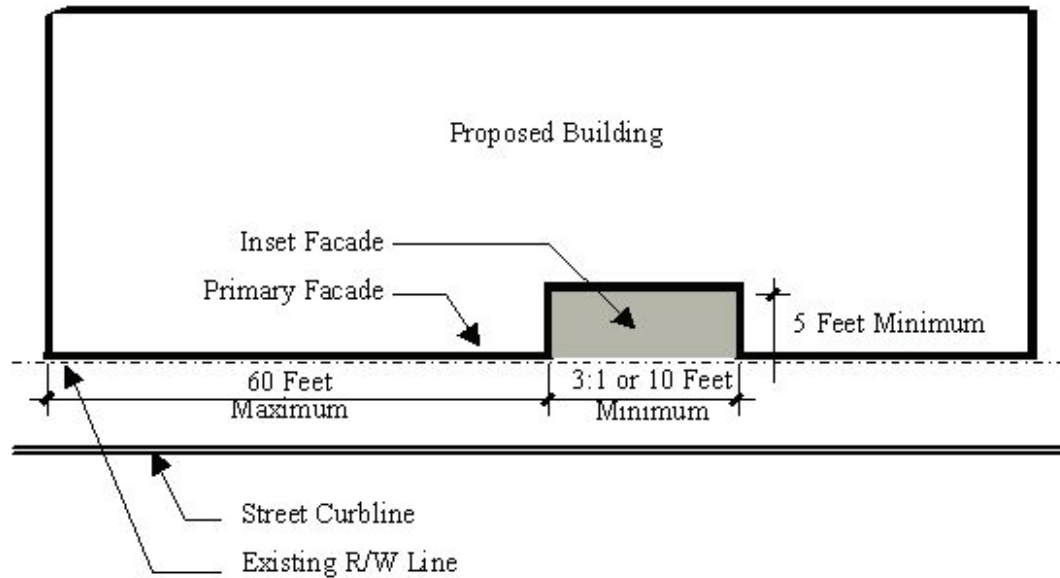 Proposed Building
Inset Facade
Primary Facade
5 Feet Minimum
60 Feet
Maximum
3:1 or 10 Feet
Minimum
Street Curbline
Existing R/W Line